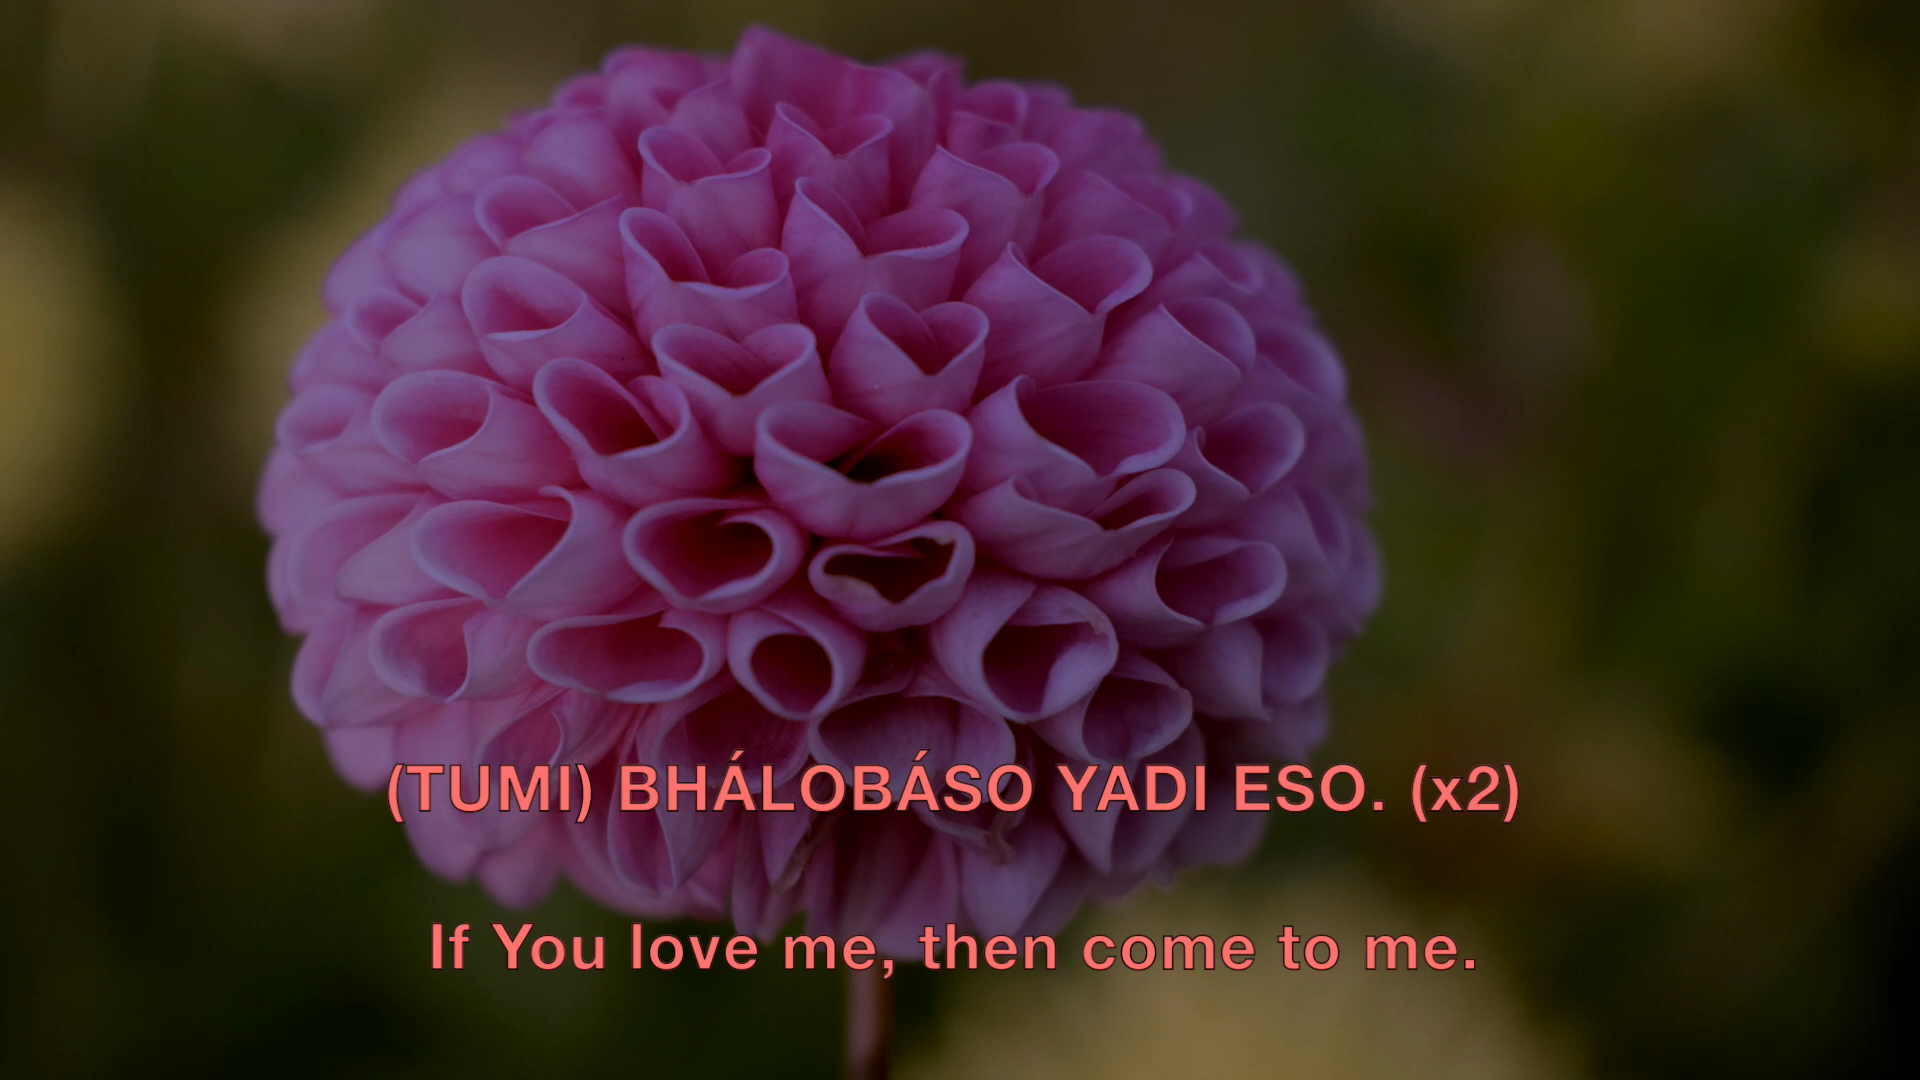 (TUMI) BHÁLOBÁSO YADI ESO. (x2)
If You love me, then come to me.